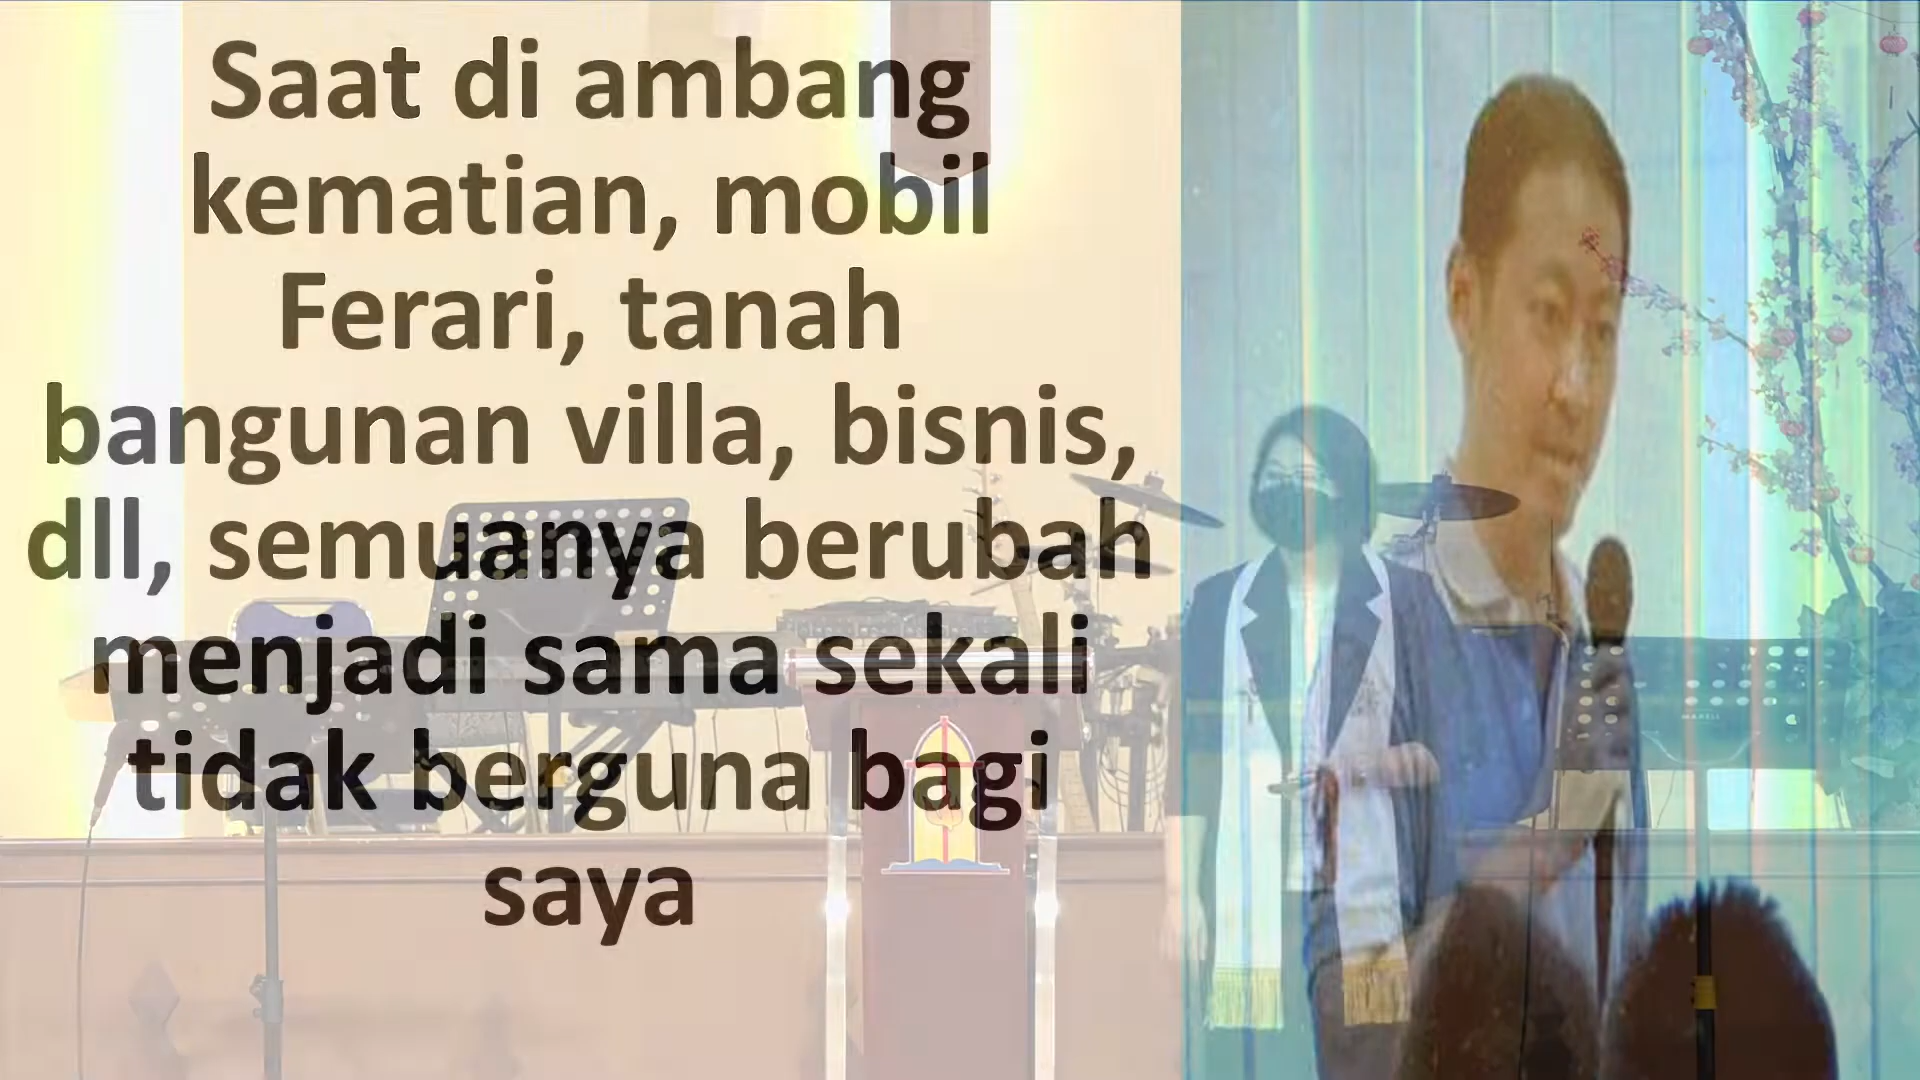 Saat di ambang
kematian, mobil
Ferari, tanah
bangunan villa, bisnis,
dll, semuanya berubah
menjadi sama sekali
tidak berguna bagi
saya